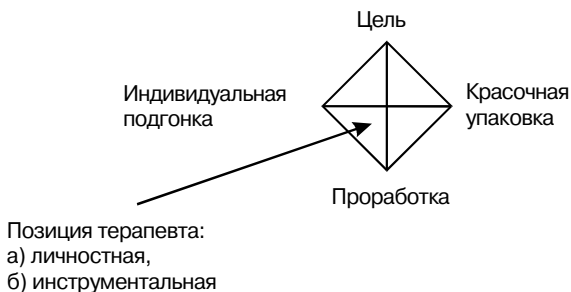 Цель
Индивидуальная
подгонка
Красочная
упаковка
Проработка
Позиция терапевта:
а) личностная,
б) инструментальная